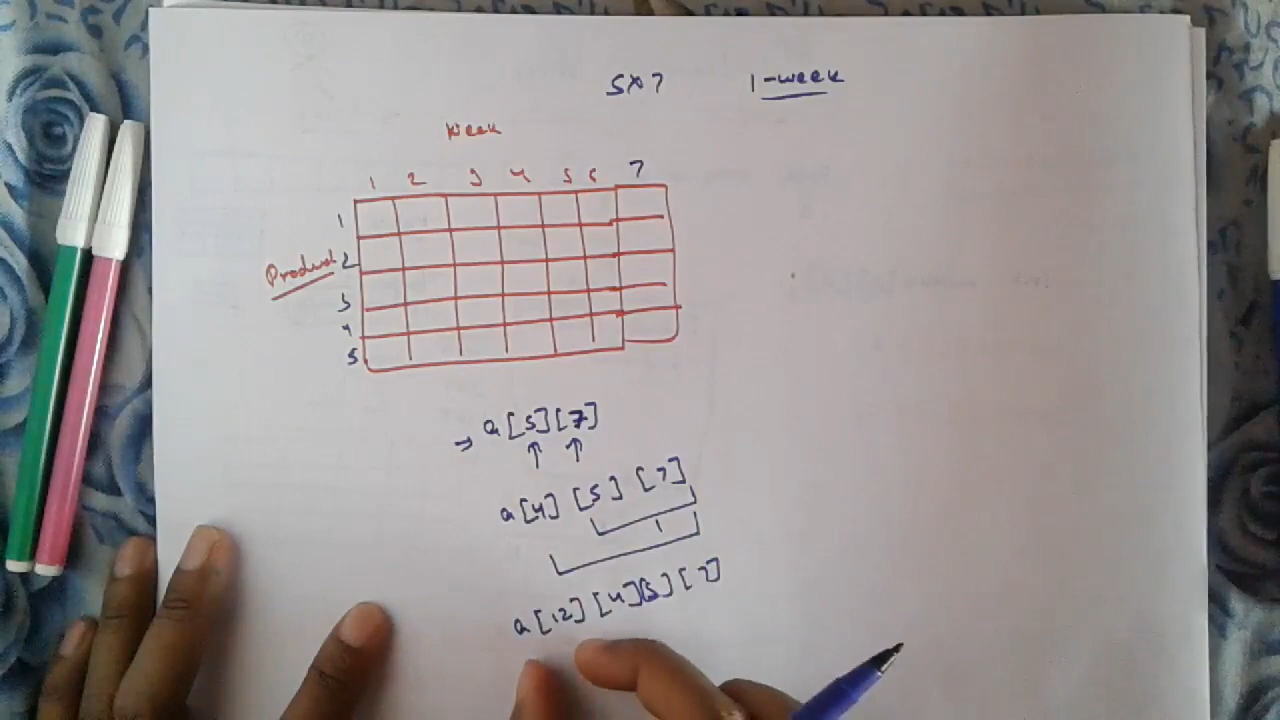 5×7 1-week
Week
1 2 3 4 5 6 7
1
Product 2
3
4
5
⇒ a[5][7]
↑ ↑
a[4] [5] [7]
1
a[12][4][5][7]